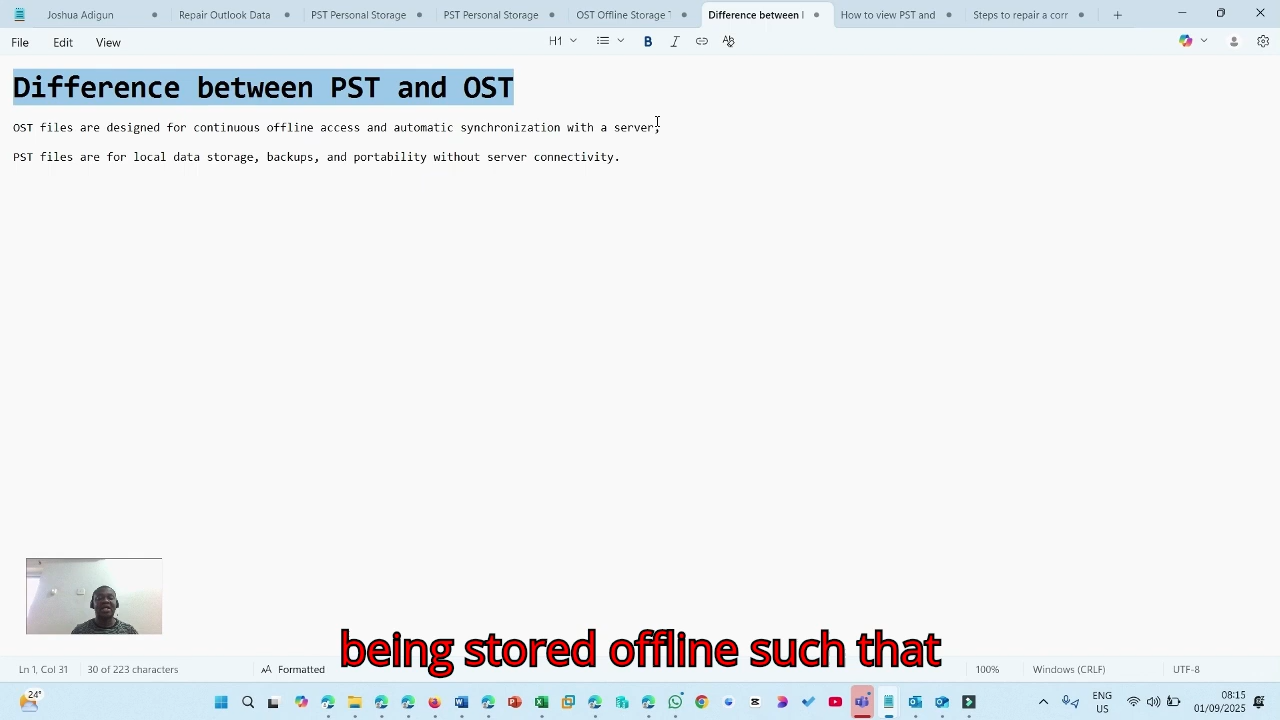 Joshua Adigun
Repair Outlook Data
PST Personal Storage
PST Personal Storage
OST Offline Storage T
Difference between I
How to view PST and
Steps to repair a corr
File Edit View
H1
B I
Difference between PST and OST
OST files are designed for continuous offline access and automatic synchronization with a server;
PST files are for local data storage, backups, and portability without server connectivity.
being stored offline such that
Ln 1, Col 31
30 of 223 characters
Formatted
100%
Windows (CRLF)
UTF-8
24°
ENG
US
08:15
01/09/2025